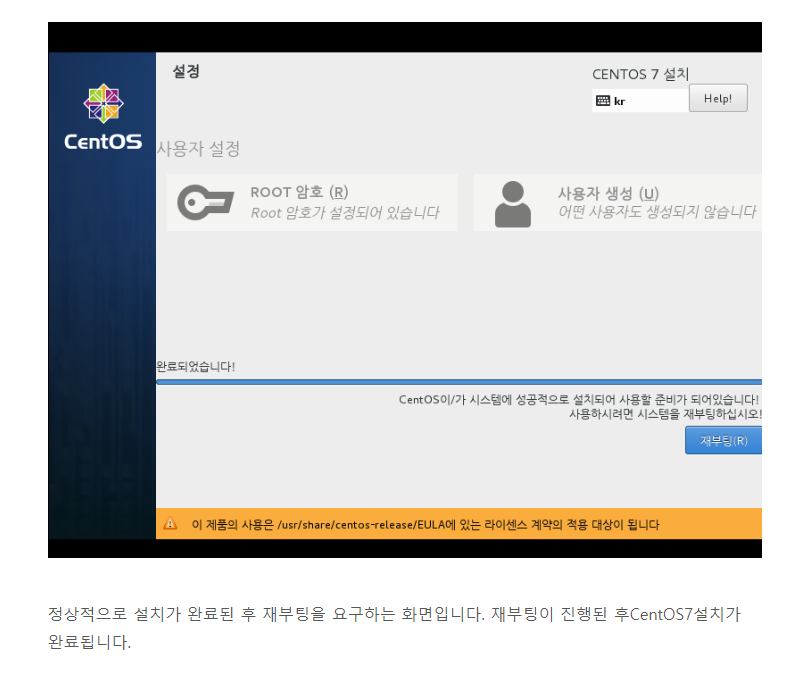 설정
CENTOS 7 설치
kr
Help!
CentOS
사용자 설정
ROOT 암호 (R)
Root 암호가 설정되어 있습니다
사용자 생성 (U)
어떤 사용자도 생성되지 않습니다
완료되었습니다!
CentOS이/가 시스템에 성공적으로 설치되어 사용할 준비가 되어있습니다!
사용하시려면 시스템을 재부팅하십시오!
재부팅(R)
이 제품의 사용은 /usr/share/centos-release/EULA에 있는 라이센스 계약의 적용 대상이 됩니다
정상적으로 설치가 완료된 후 재부팅을 요구하는 화면입니다. 재부팅이 진행된 후CentOS7설치가
완료됩니다.